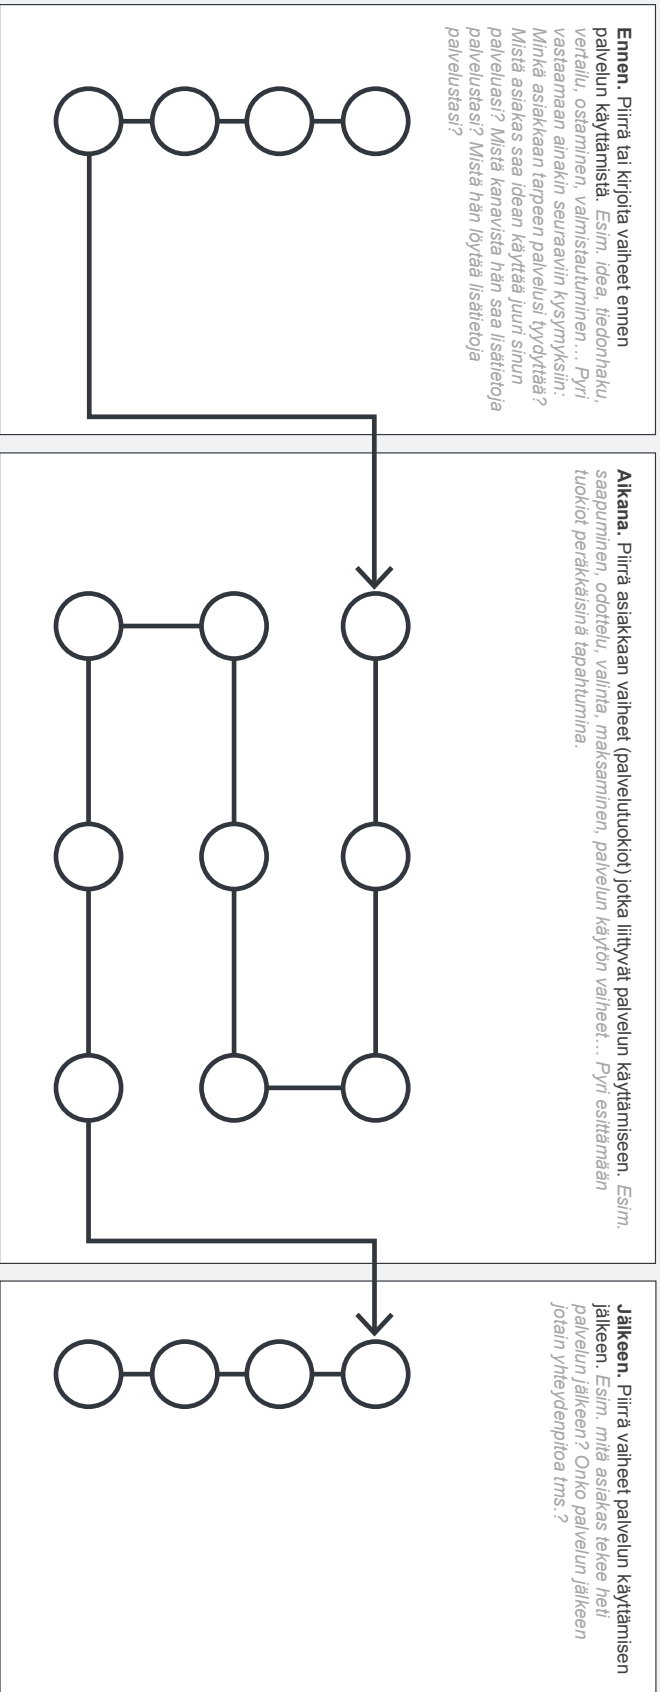 Ennen. Piirrä tai kirjoita vaiheet ennen
palvelun käyttämistä. Esim. idea, tiedonhaku,
vertailu, ostaminen, valmistautuminen… Pyri
vastaamaan ainakin seuraaviin kysymyksiin:
Minkä asiakkaan tarpeen palvelusi tyydyttää?
Mistä asiakas saa idean käyttää juuri sinun
palveluasi? Mistä kanavista hän saa lisätietoja
palvelustasi? Mistä hän löytää lisätietoja
palvelustasi?
Aikana. Piirrä asiakkaan vaiheet (palvelutuokiot) jotka liittyvät palvelun käyttämiseen. Esim.
saapuminen, odottelu, valinta, maksaminen, palvelun käytön vaiheet… Pyri esittämään
tuokiot peräkkäisinä tapahtumina.
Jälkeen. Piirrä vaiheet palvelun käyttämisen
jälkeen. Esim. mitä asiakas tekee heti
palvelun jälkeen? Onko palvelun jälkeen
jotain yhteydenpitoa tms.?